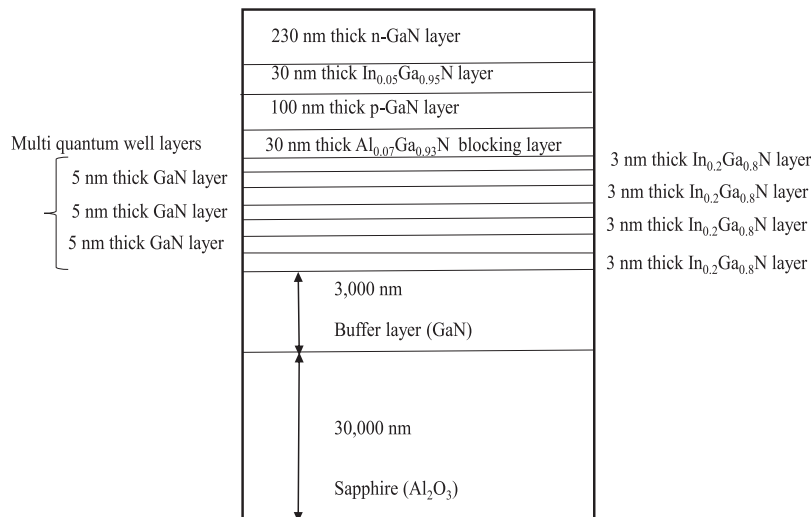 230 nm thick n-GaN layer
30 nm thick In₀.₀₅Ga₀.₉₅N layer
100 nm thick p-GaN layer
Multi quantum well layers
30 nm thick Al₀.₀₇Ga₀.₉₃N blocking layer
3 nm thick In₀.₂Ga₀.₈N layer
5 nm thick GaN layer
3 nm thick In₀.₂Ga₀.₈N layer
5 nm thick GaN layer
3 nm thick In₀.₂Ga₀.₈N layer
5 nm thick GaN layer
3 nm thick In₀.₂Ga₀.₈N layer
3,000 nm
Buffer layer (GaN)
30,000 nm
Sapphire (Al₂O₃)